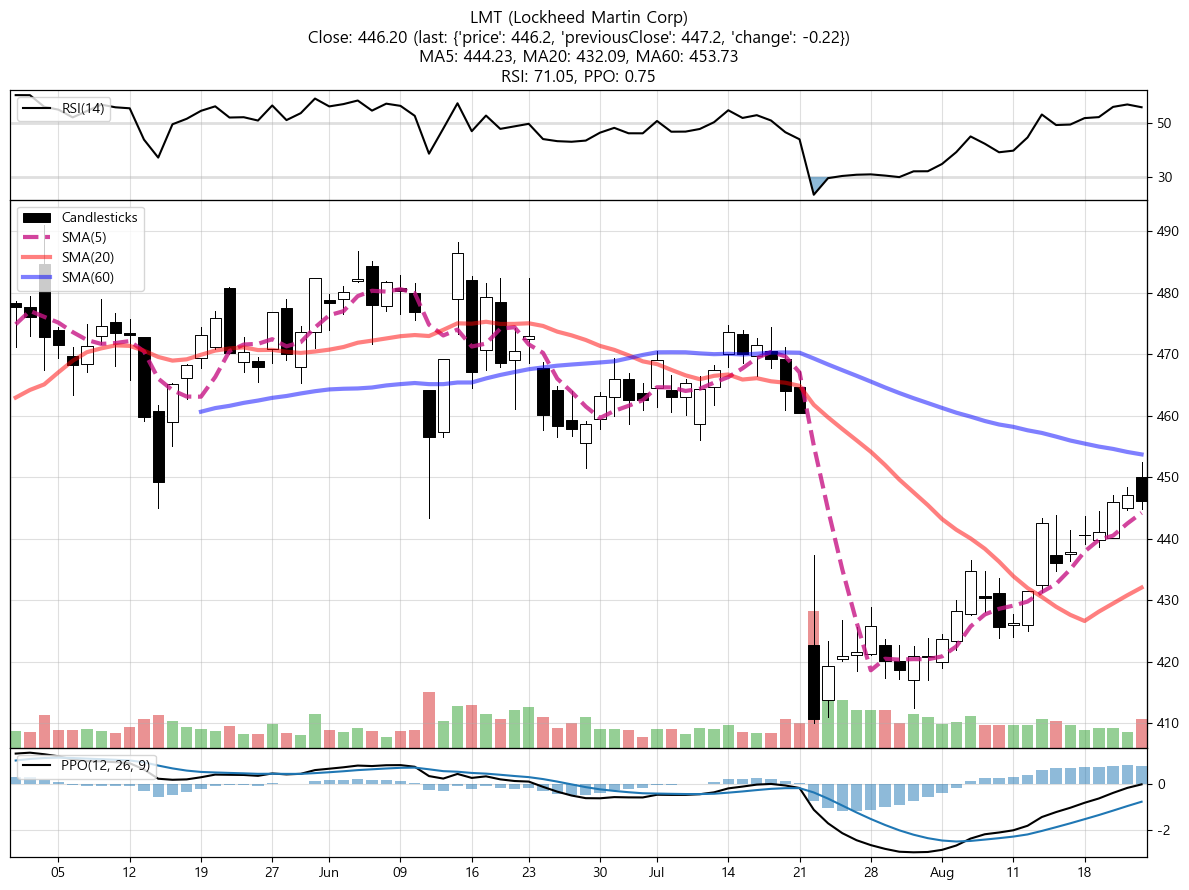 LMT (Lockheed Martin Corp)
Close: 446.20 (last: {'price': 446.2, 'previousClose': 447.2, 'change': -0.22})
MA5: 444.23, MA20: 432.09, MA60: 453.73
RSI: 71.05, PPO: 0.75
RSI(14)
50
30
Candlesticks
SMA(5)
SMA(20)
SMA(60)
490
480
470
460
450
440
430
420
410
PPO(12, 26, 9)
0
-2
05 12 19 27 Jun 09 16 23 30 Jul 14 21 28 Aug 11 18